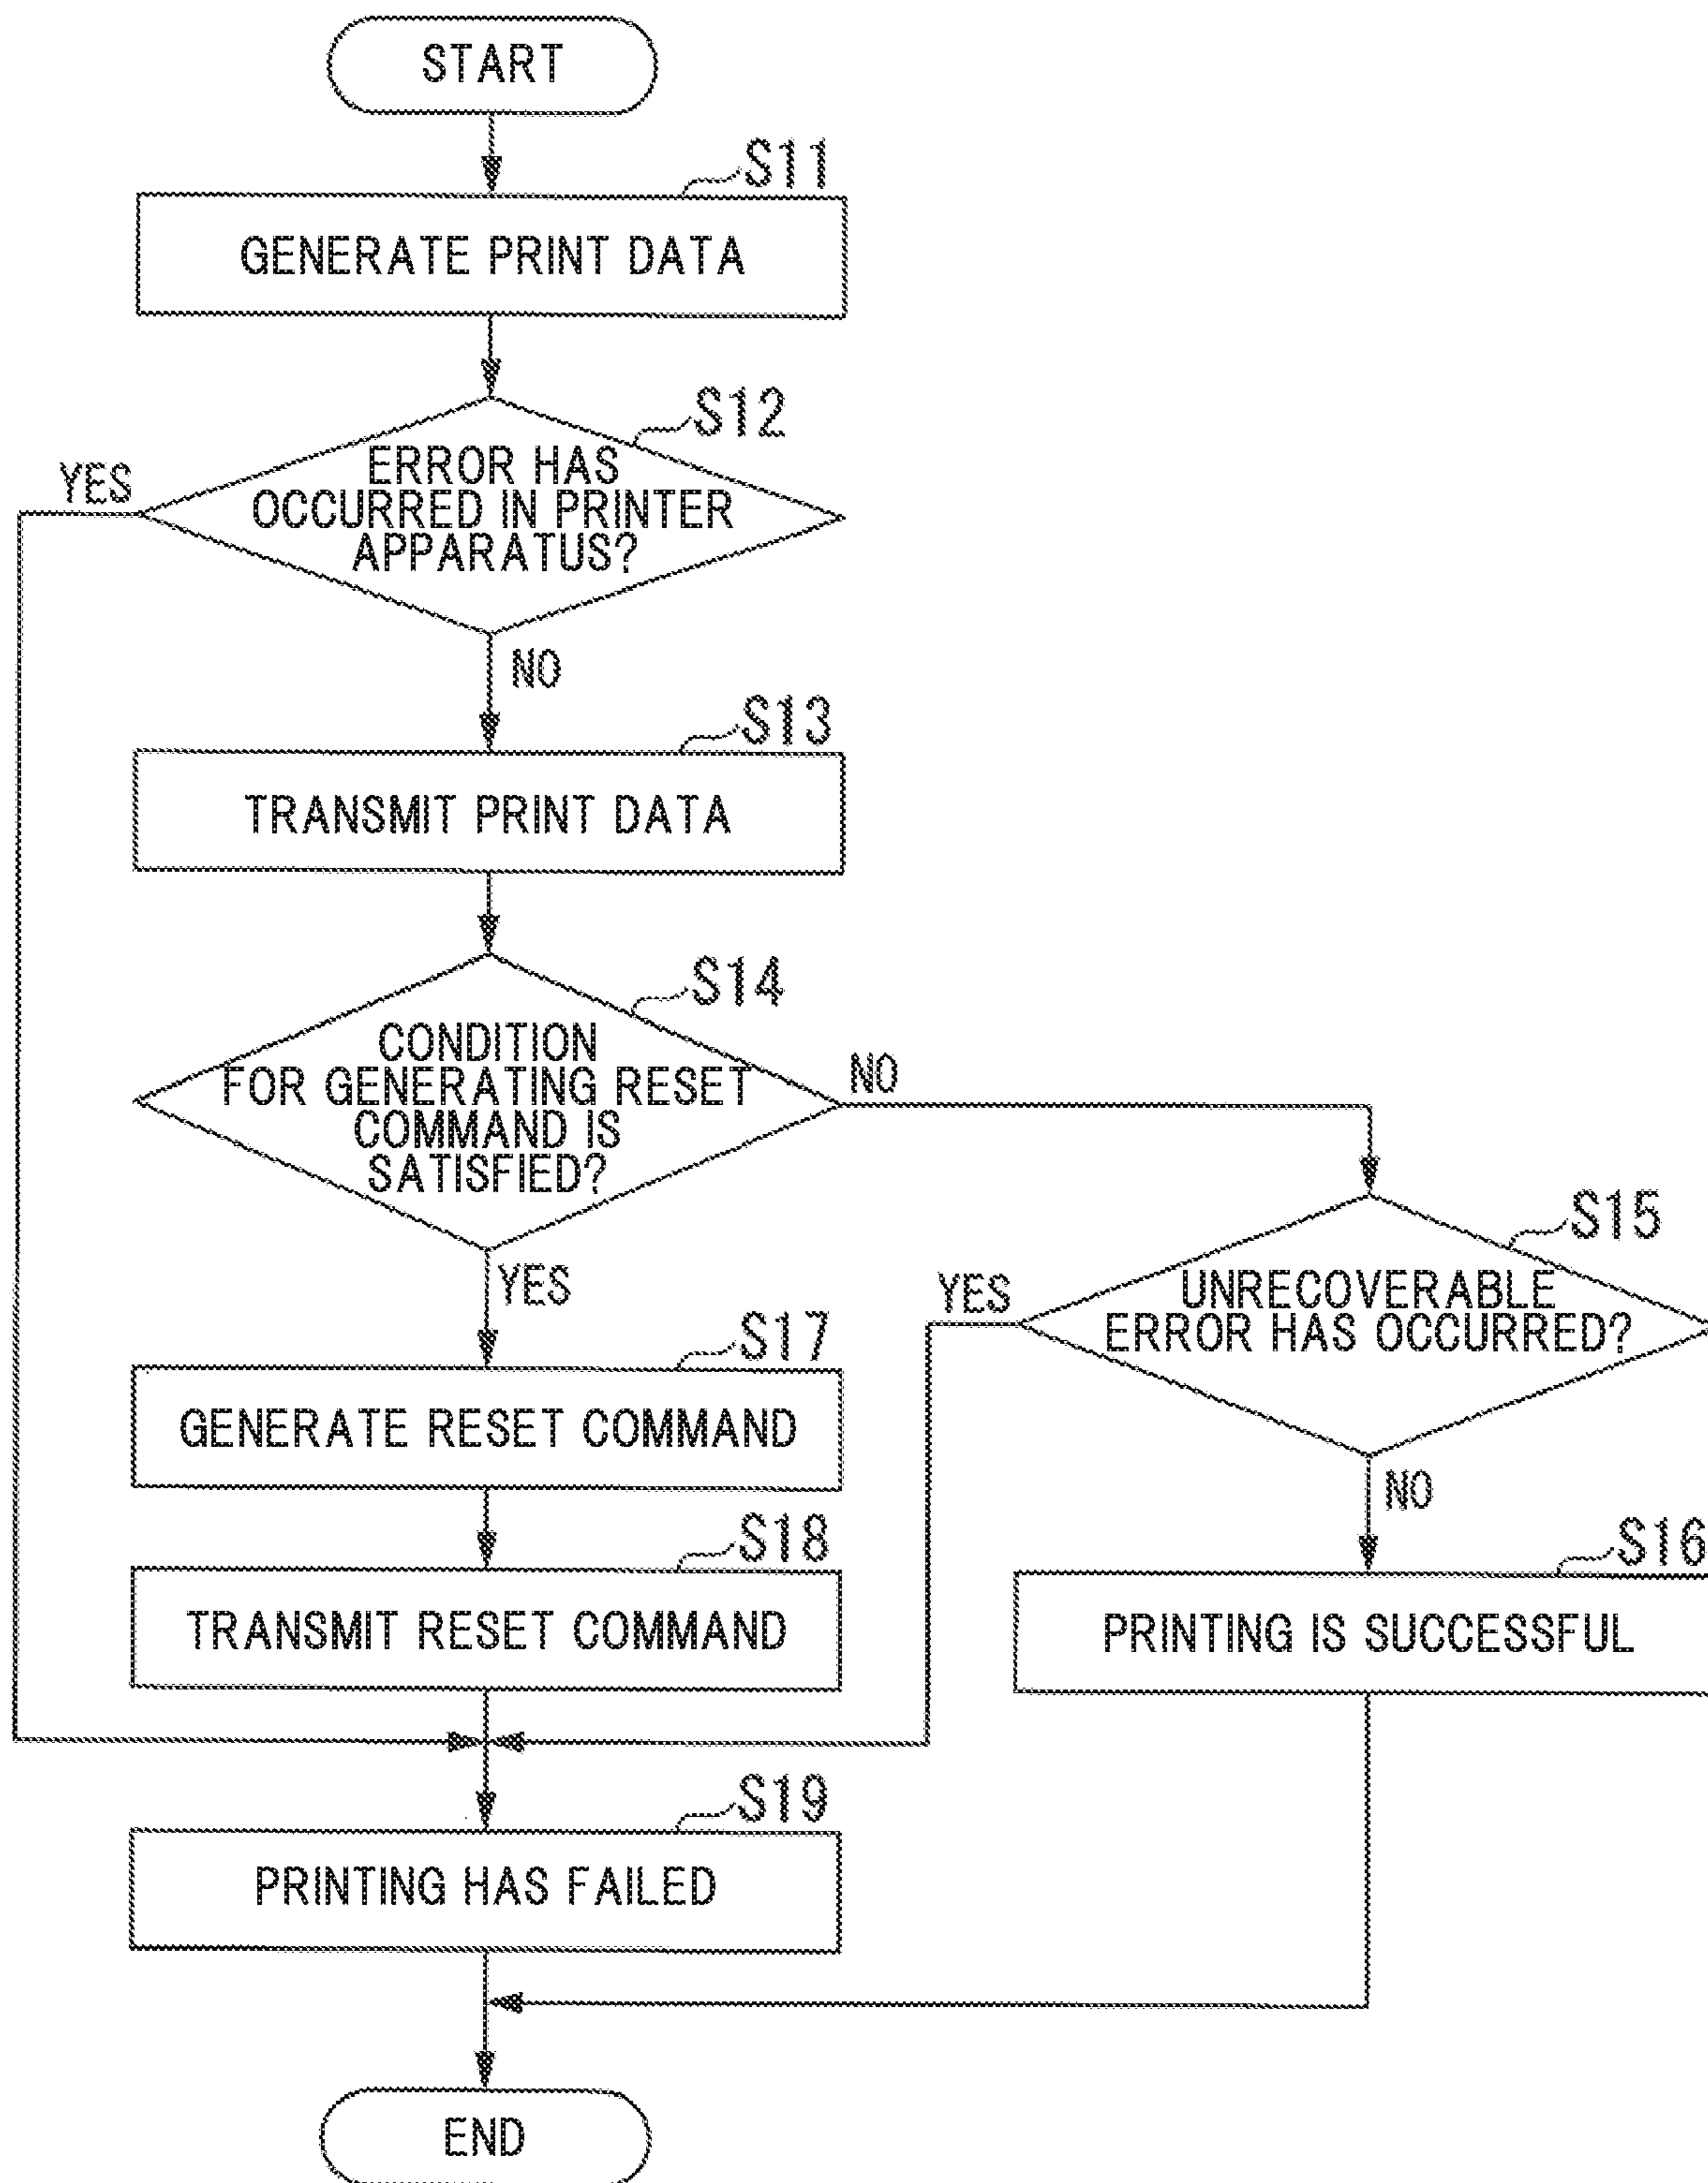 START
S11
GENERATE PRINT DATA
S12
ERROR HAS
OCCURRED IN PRINTER
APPARATUS?
YES
NO
S13
TRANSMIT PRINT DATA
S14
CONDITION
FOR GENERATING RESET
COMMAND IS
SATISFIED?
NO
YES
S15
UNRECOVERABLE
ERROR HAS OCCURRED?
YES
NO
S17
GENERATE RESET COMMAND
S18
TRANSMIT RESET COMMAND
S16
PRINTING IS SUCCESSFUL
S19
PRINTING HAS FAILED
END